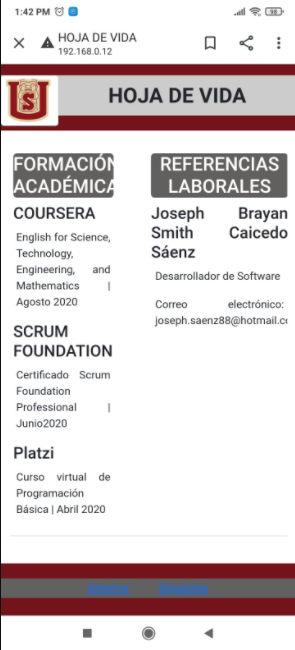 1:42 PM
98
HOJA DE VIDA
192.168.0.12
U
S
HOJA DE VIDA
FORMACIÓN
ACADÉMICA
COURSERA
English for Science,
Technology,
Engineering, and
Mathematics |
Agosto 2020
SCRUM
FOUNDATION
Certificado Scrum
Foundation
Professional |
Junio2020
Platzi
Curso virtual de
Programación
Básica | Abril 2020
REFERENCIAS
LABORALES
Joseph Brayan
Smith Caicedo
Sáenz
Desarrollador de Software
Correo electrónico:
joseph.saenz88@hotmail.co